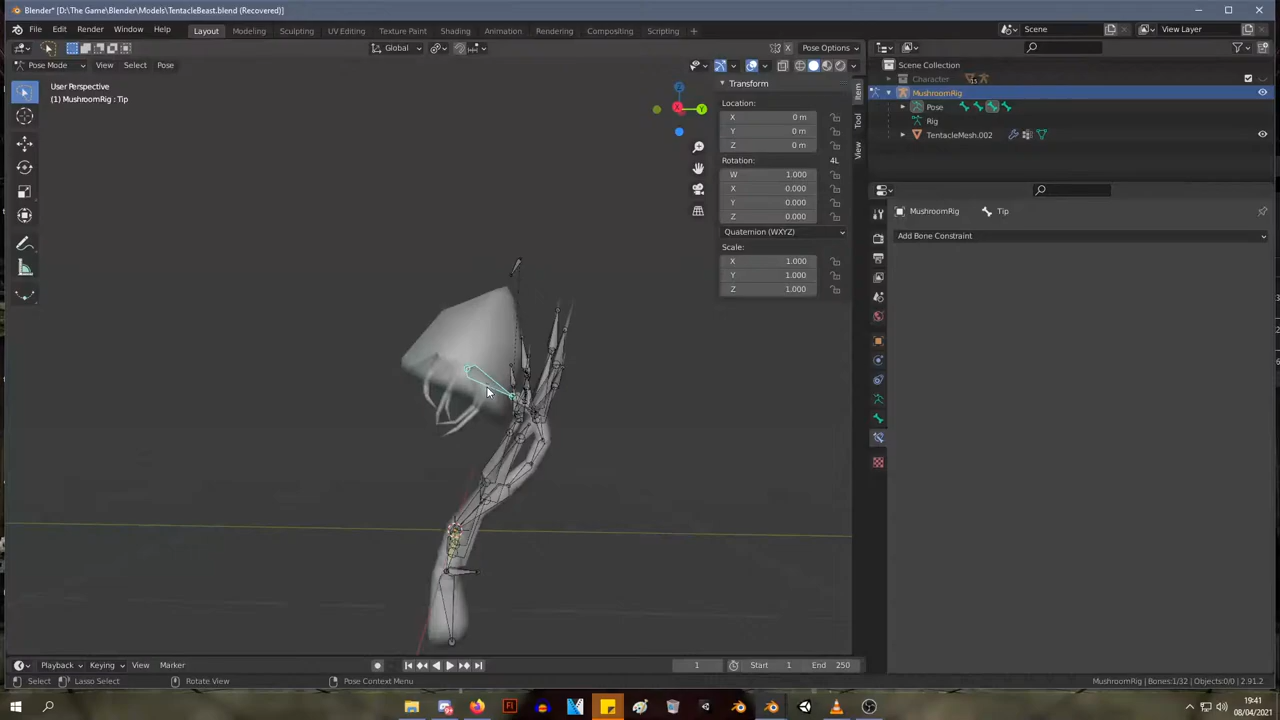 Blender* [D:\The Game\Blender\Models\TentacleBeast.blend (Recovered)]
File Edit Render Window Help Layout Modeling Sculpting UV Editing Texture Paint Shading Animation Rendering Compositing Scripting Scene View Layer
Global Pose Options
Pose Mode View Select Pose
User Perspective
(1) MushroomRig : Tip
Transform
Location:
X 0 m
Y 0 m
Z 0 m
Rotation: 4L
W 1.000
X 0.000
Y 0.000
Z 0.000
Quaternion (WXYZ)
Scale:
X 1.000
Y 1.000
Z 1.000
Item
Tool
View
X
Y
Z
Scene Collection
Character 15
MushroomRig
Pose
Rig
TentacleMesh.002
MushroomRig Tip
Add Bone Constraint
Playback Keying View Marker 1 Start 1 End 250
Select Lasso Select Rotate View Pose Context Menu MushroomRig | Bones:1/32 | Objects:0/0 | 2.91.2
19:41
08/04/2021